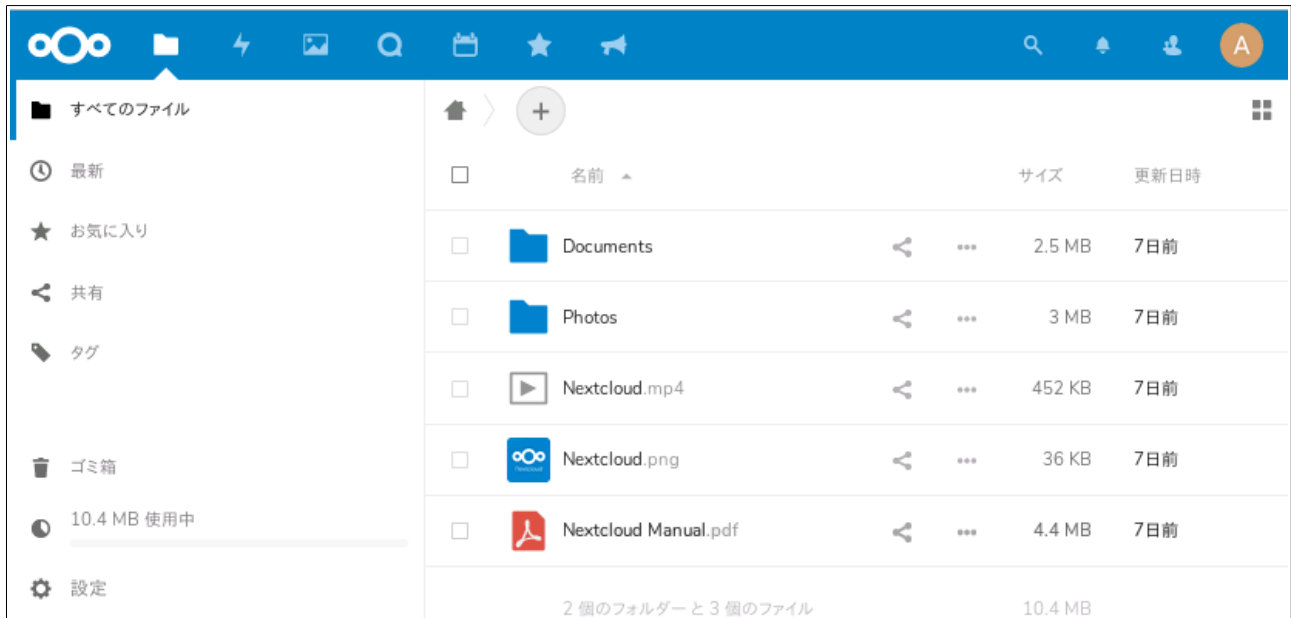 A
すべてのファイル
最新
お気に入り
共有
タグ
ゴミ箱
10.4 MB 使用中
設定
名前 サイズ 更新日時
Documents 2.5 MB 7日前
Photos 3 MB 7日前
Nextcloud.mp4 452 KB 7日前
Nextcloud
Nextcloud.png 36 KB 7日前
Nextcloud Manual.pdf 4.4 MB 7日前
2 個のフォルダーと 3 個のファイル 10.4 MB